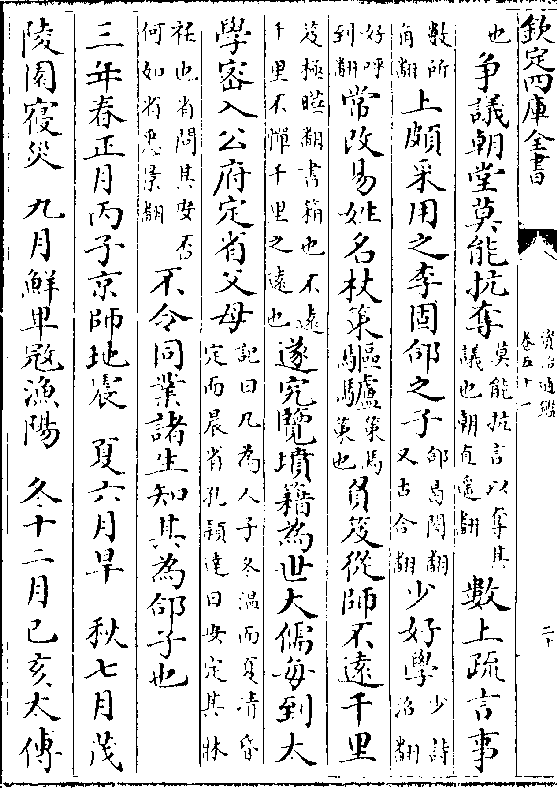 欽定四庫全書
資治通鑑
卷五十一
二十
也爭議朝堂莫能抗奪莫能抗言以奪其議也朝直遥翻數上疏言事
數所角翻上頗采用之李固郃之子郃曷閤翻又古合翻少好學少詩沼翻
好呼到翻常改易姓名杖策驅驢策馬驅驢策也負笈從師不遠千里
笈極曄翻書箱也不遠千里不憚千里之遠也遂究覽墳籍為世大儒每到太
學密入公府定省父母記曰凡為人子冬溫而夏凊昏定而晨省孔穎達曰安定其牀
衽也省問其安否何如省悉景翻不令同業諸生知其為郃子也
三年春正月丙子京師地震 夏六月旱 秋七月茂
陵園寢災 九月鮮卑寇漁陽 冬十二月己亥太傅